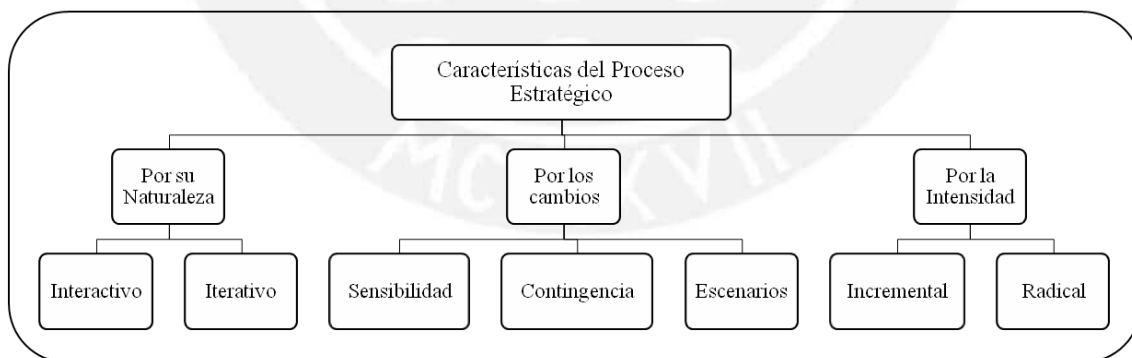 Características del Proceso
Estratégico
Por su
Naturaleza
Por los
cambios
Por la
Intensidad
Interactivo
Iterativo
Sensibilidad
Contingencia
Escenarios
Incremental
Radical